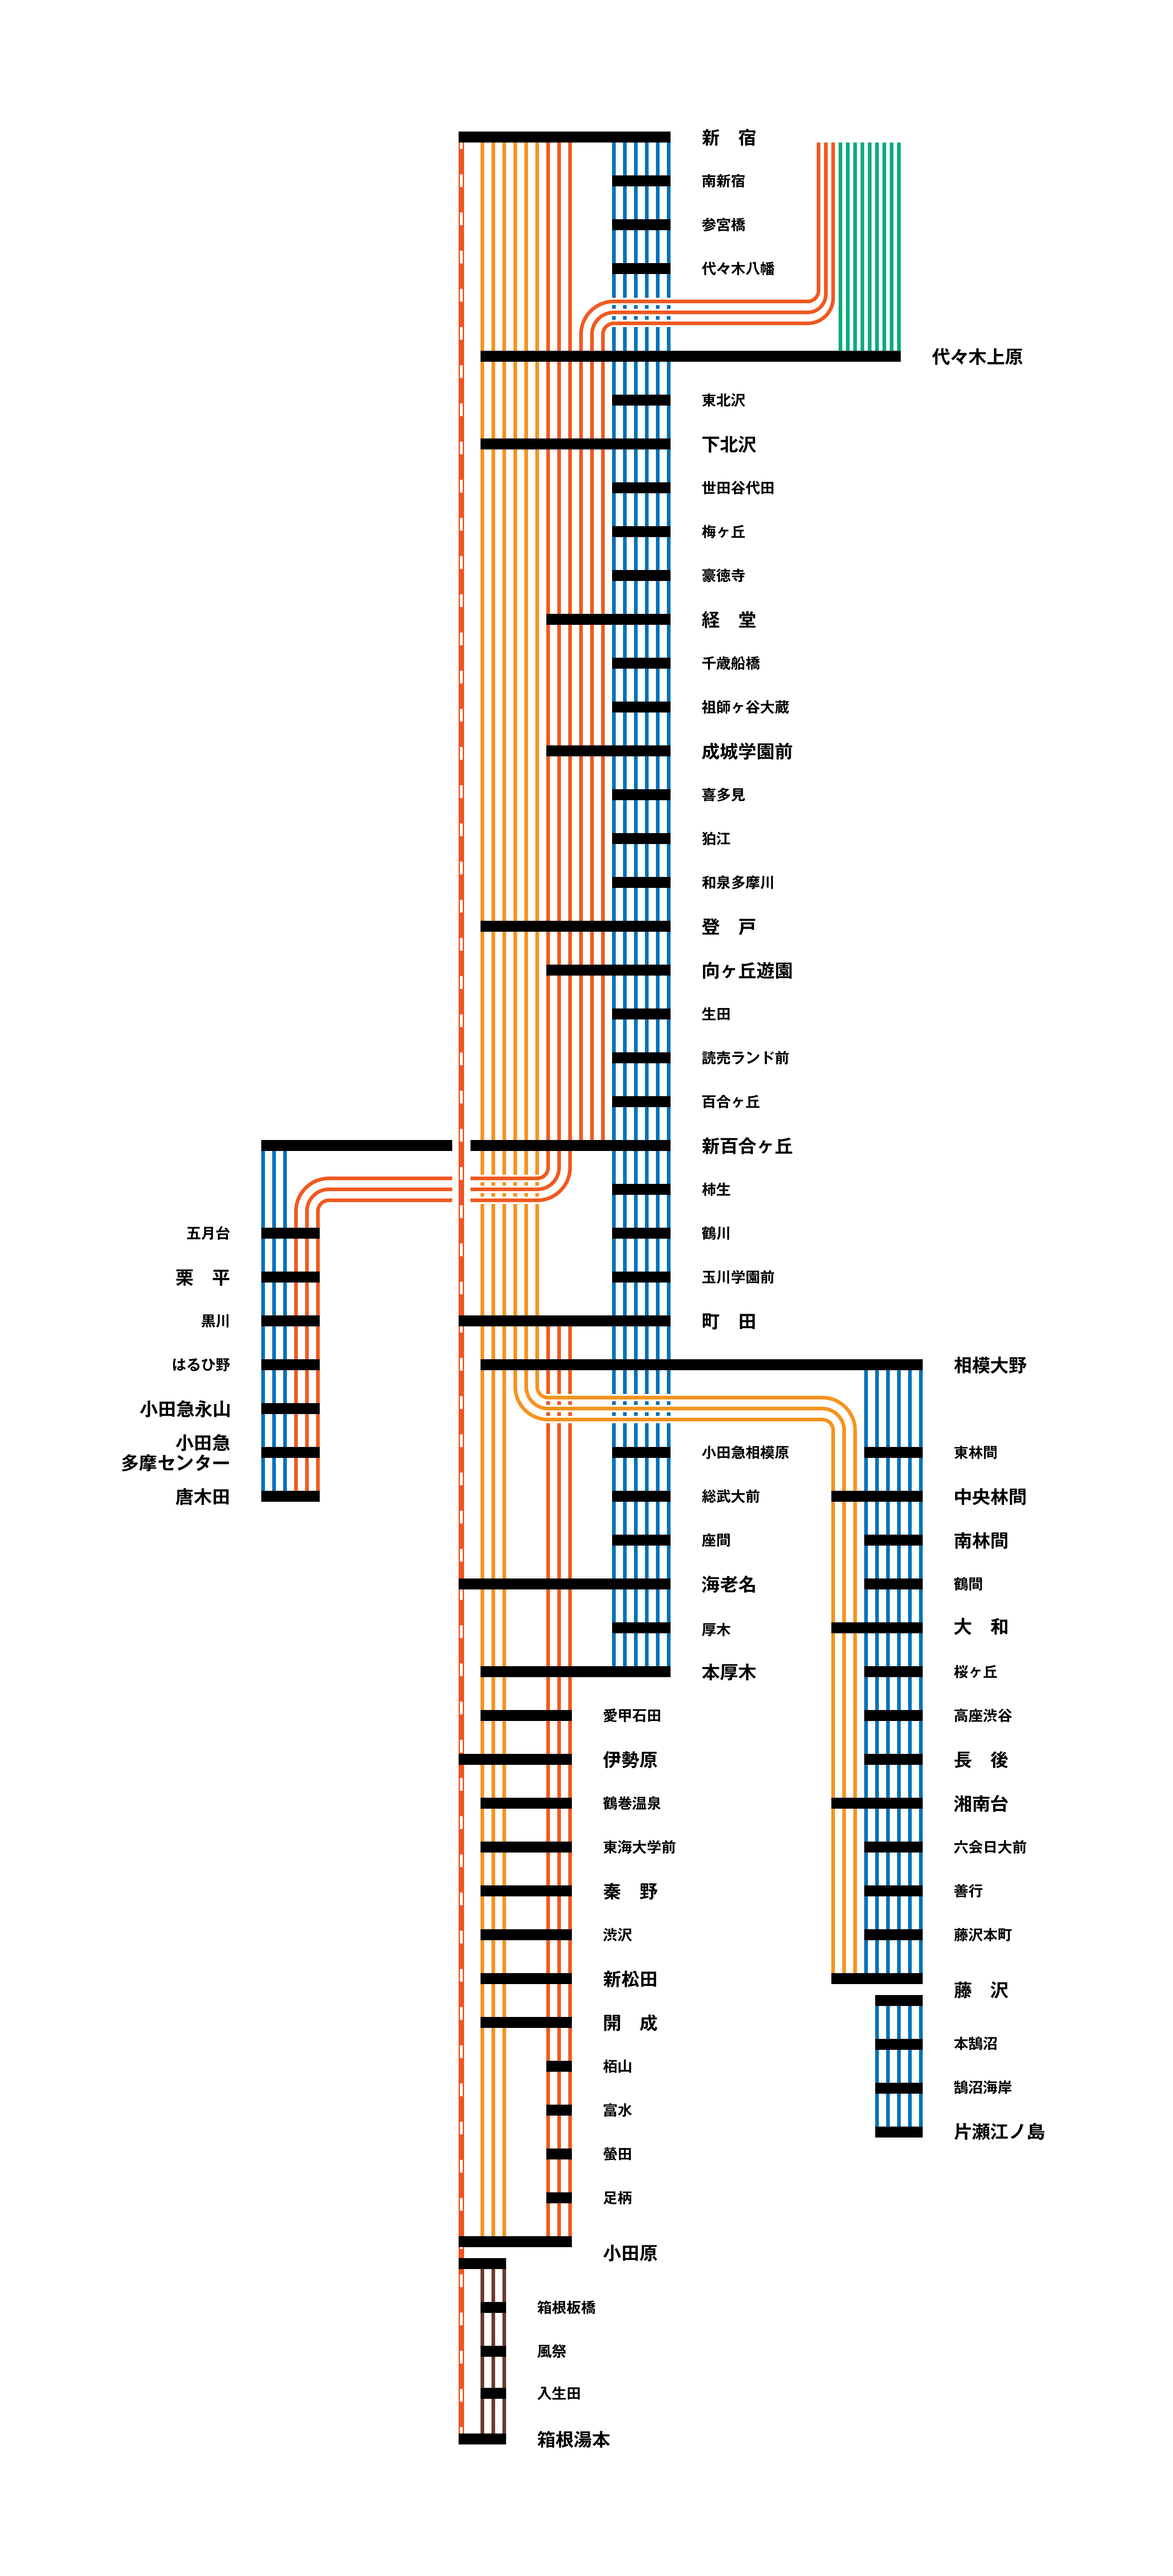 新　宿
南新宿
参宮橋
代々木八幡
代々木上原
東北沢
下北沢
世田谷代田
梅ヶ丘
豪徳寺
経　堂
千歳船橋
祖師ヶ谷大蔵
成城学園前
喜多見
狛江
和泉多摩川
登　戸
向ヶ丘遊園
生田
読売ランド前
百合ヶ丘
新百合ヶ丘
柿生
鶴川
玉川学園前
町　田
五月台
栗　平
黒川
はるひ野
小田急永山
小田急
多摩センター
唐木田
相模大野
小田急相模原
総武大前
座間
海老名
厚木
本厚木
愛甲石田
伊勢原
鶴巻温泉
東海大学前
秦　野
渋沢
新松田
開　成
栢山
富水
螢田
足柄
小田原
箱根板橋
風祭
入生田
箱根湯本
東林間
中央林間
南林間
鶴間
大　和
桜ヶ丘
高座渋谷
長　後
湘南台
六会日大前
善行
藤沢本町
藤　沢
本鵠沼
鵠沼海岸
片瀬江ノ島